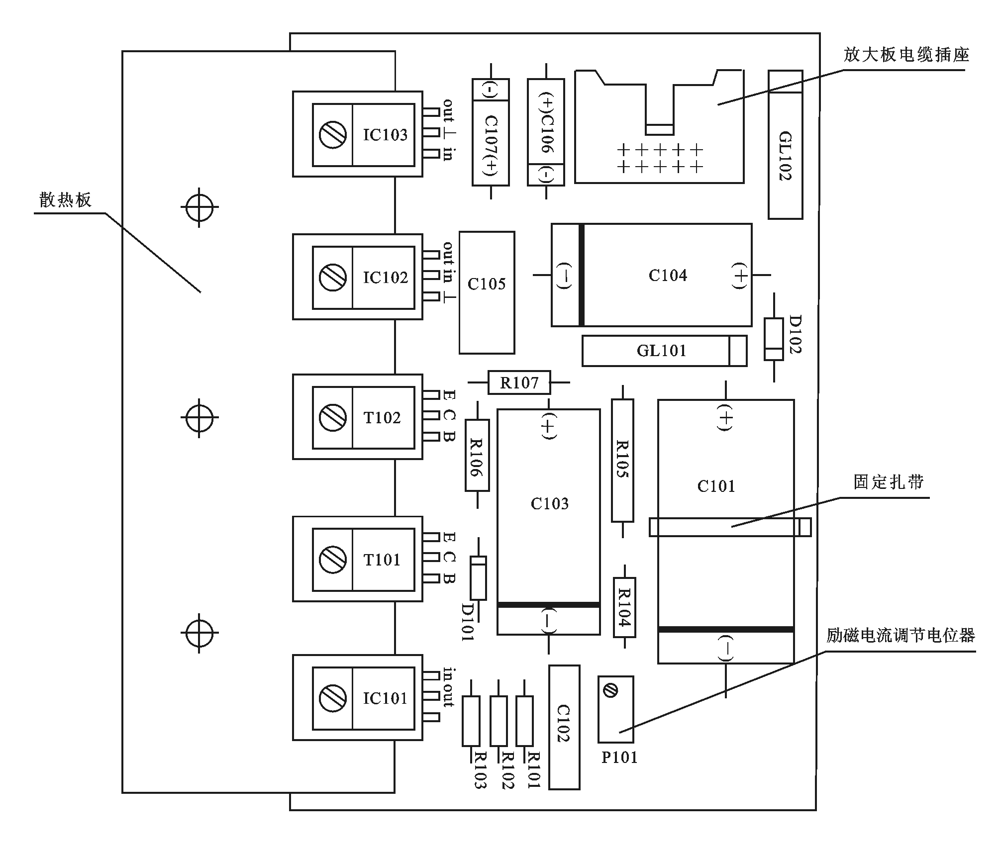 放大板电缆插座
(-)
C107(+)
(+)C106
(-)
GL102
out
⊥
in
IC103
散热板
out
in
⊥
IC102
C105
(-)
C104
(+)
D102
GL101
R107
E
C
B
T102
R106
(+)
C103
(-)
R105
(+)
C101
(-)
固定扎带
E
C
B
T101
D101
R104
励磁电流调节电位器
in
out
IC101
R103
R102
R101
C102
P101